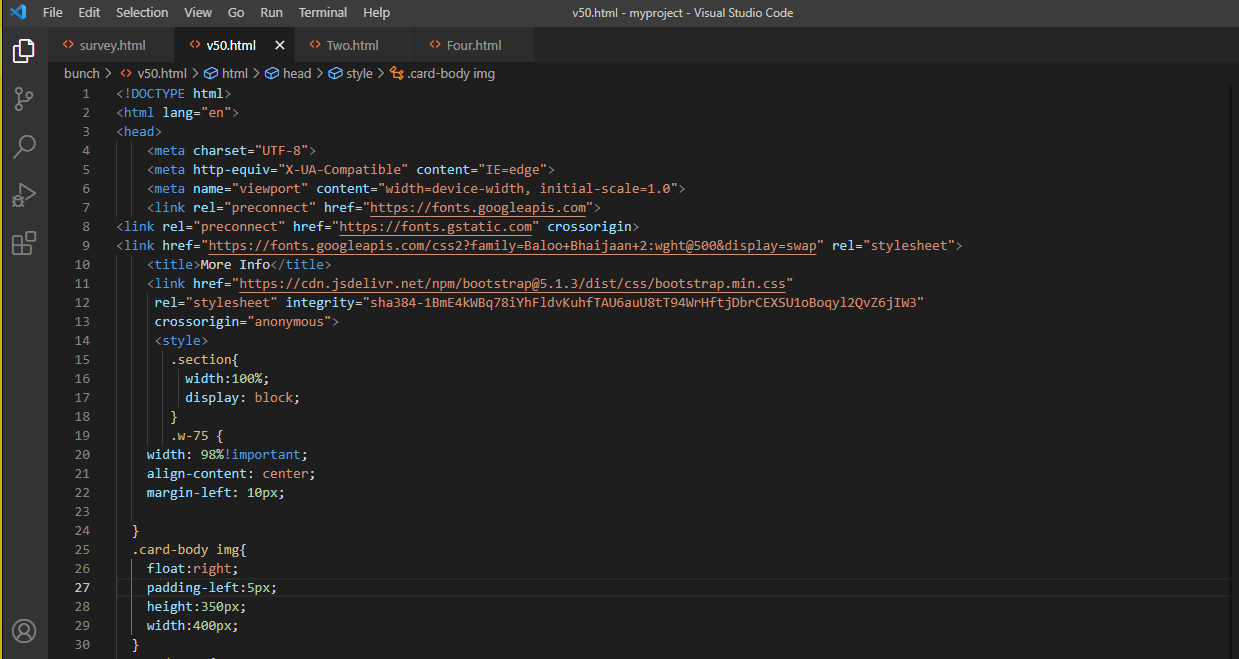 File Edit Selection View Go Run Terminal Help v50.html - myproject - Visual Studio Code
survey.html v50.html Two.html Four.html
bunch > v50.html > html > head > style > .card-body img
1 <!DOCTYPE html>
2 <html lang="en">
3 <head>
4 <meta charset="UTF-8">
5 <meta http-equiv="X-UA-Compatible" content="IE=edge">
6 <meta name="viewport" content="width=device-width, initial-scale=1.0">
7 <link rel="preconnect" href="https://fonts.googleapis.com">
8 <link rel="preconnect" href="https://fonts.gstatic.com" crossorigin>
9 <link href="https://fonts.googleapis.com/css2?family=Baloo+Bhaijaan+2:wght@500&display=swap" rel="stylesheet">
10 <title>More Info</title>
11 <link href="https://cdn.jsdelivr.net/npm/bootstrap@5.1.3/dist/css/bootstrap.min.css"
12 rel="stylesheet" integrity="sha384-1BmE4kWBq78iYhFldvKuhfTAU6auU8tT94WrHftjDbrCEXSU1oBoqyl2QvZ6jIW3"
13 crossorigin="anonymous">
14 <style>
15 .section{
16 width:100%;
17 display: block;
18 }
19 .w-75 {
20 width: 98%!important;
21 align-content: center;
22 margin-left: 10px;
23
24 }
25 .card-body img{
26 float:right;
27 padding-left:5px;
28 height:350px;
29 width:400px;
30 }